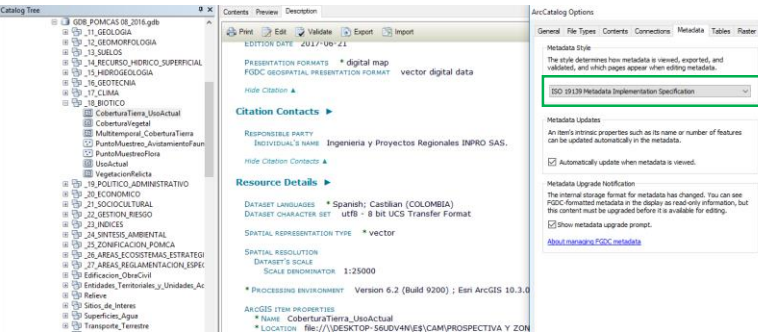 Catalog Tree
GDB_POMCAS 08_2016.gdb
_11_GEOLOGIA
_12_GEOMORFOLOGIA
_13_SUELOS
_14_RECURSO_HIDRICO_SUPERFICIAL
_15_HIDROGEOLOGIA
_16_GEOTECNIA
_17_CLIMA
_18_BIOTICO
CoberturaTierra_UsoActual
CoberturaVegetal
Multitemporal_CoberturaTierra
PuntoMuestreo_AvistamientoFaun
PuntoMuestreoFlora
UsoActual
VegetacionRelicta
_19_POLITICO_ADMINISTRATIVO
_20_ECONOMICO
_21_SOCIOCULTURAL
_22_GESTION_RIESGO
_23_INDICES
_24_SINTESIS_AMBIENTAL
_25_ZONIFICACION_POMCA
_26_AREAS_ECOSISTEMAS_ESTRATEGI
_27_AREAS_REGLAMENTACION_ESPEC
Edificacion_ObraCivil
Entidades_Territoriales_y_Unidades_Ac
Relieve
Sitios_de_Interes
Superficies_Agua
Transporte_Terrestre
Contents Preview Description
Print Edit Validate Export Import
EDITION DATE 2017-06-21
PRESENTATION FORMATS * digital map
FGDC GEOSPATIAL PRESENTATION FORMAT vector digital data
Hide Citation ▲
Citation Contacts ►
RESPONSIBLE PARTY
INDIVIDUAL'S NAME Ingenieria y Proyectos Regionales INPRO SAS.
Hide Citation Contacts ▲
Resource Details ►
DATASET LANGUAGES * Spanish; Castilian (COLOMBIA)
DATASET CHARACTER SET utf8 - 8 bit UCS Transfer Format
SPATIAL REPRESENTATION TYPE * vector
SPATIAL RESOLUTION
DATASET'S SCALE
SCALE DENOMINATOR 1:25000
* PROCESSING ENVIRONMENT Version 6.2 (Build 9200) ; Esri ArcGIS 10.3.0
ARCGIS ITEM PROPERTIES
* NAME CoberturaTierra_UsoActual
* LOCATION file://\\DESKTOP-56UDV4N\E$\CAM\PROSPECTIVA Y ZON
ArcCatalog Options
General File Types Contents Connections Metadata Tables Raster
Metadata Style
The style determines how metadata is viewed, exported, and
validated, and which pages appear when editing metadata.
ISO 19139 Metadata Implementation Specification
Metadata Updates
An item's intrinsic properties such as its name or number of features
can be updated automatically in the metadata.
Automatically update when metadata is viewed.
Metadata Upgrade Notification
The internal storage format for metadata has changed. You can see
FGDC-formatted metadata in the display as read-only information, but
this content must be upgraded before it is available for editing.
Show metadata upgrade prompt.
About managing FGDC metadata